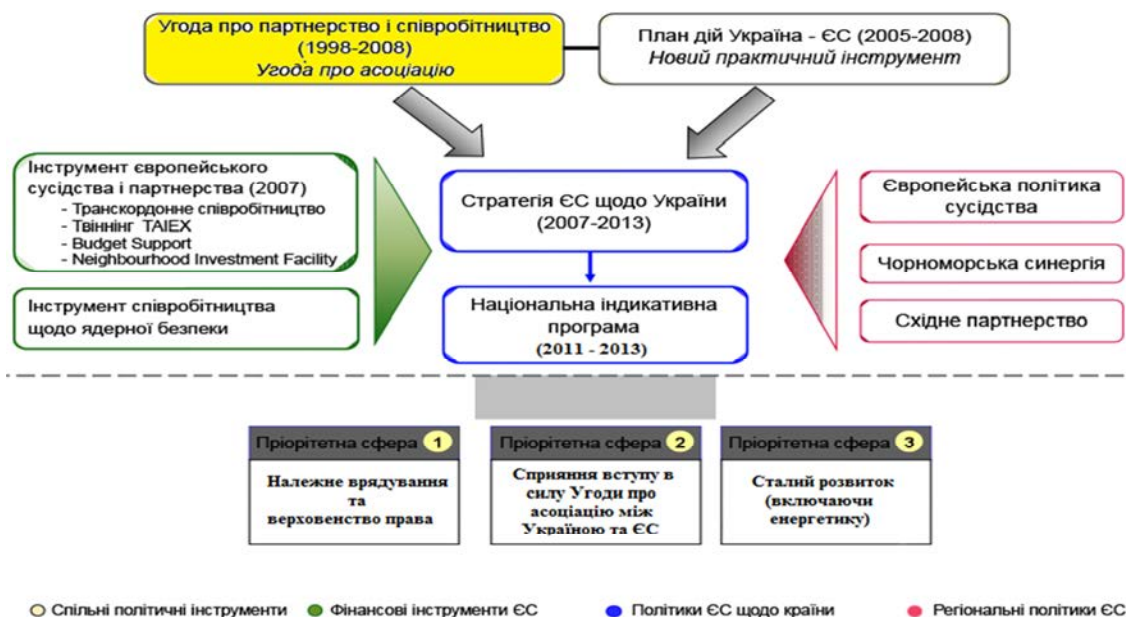 Угода про партнерство і співробітництво
(1998-2008)
Угода про асоціацію
План дій Україна - ЄС (2005-2008)
Новий практичний інструмент
Інструмент європейського
сусідства і партнерства (2007)
- Транскордонне співробітництво
- Твіннінг TAIEX
- Budget Support
- Neighbourhood Investment Facility
Інструмент співробітництва
щодо ядерної безпеки
Стратегія ЄС щодо України
(2007-2013)
Національна індикативна
програма
(2011 - 2013)
Європейська політика
сусідства
Чорноморська синергія
Східне партнерство
Пріорітетна сфера 1
Належне врядування
та
верховенство права
Пріорітетна сфера 2
Сприяння вступу в
силу Угоди про
асоціацію між
Україною та ЄС
Пріорітетна сфера 3
Сталий розвиток
(включаючи
енергетику)
Спільні політичні інструменти
Фінансові інструменти ЄС
Політики ЄС щодо країни
Регіональні політики ЄС